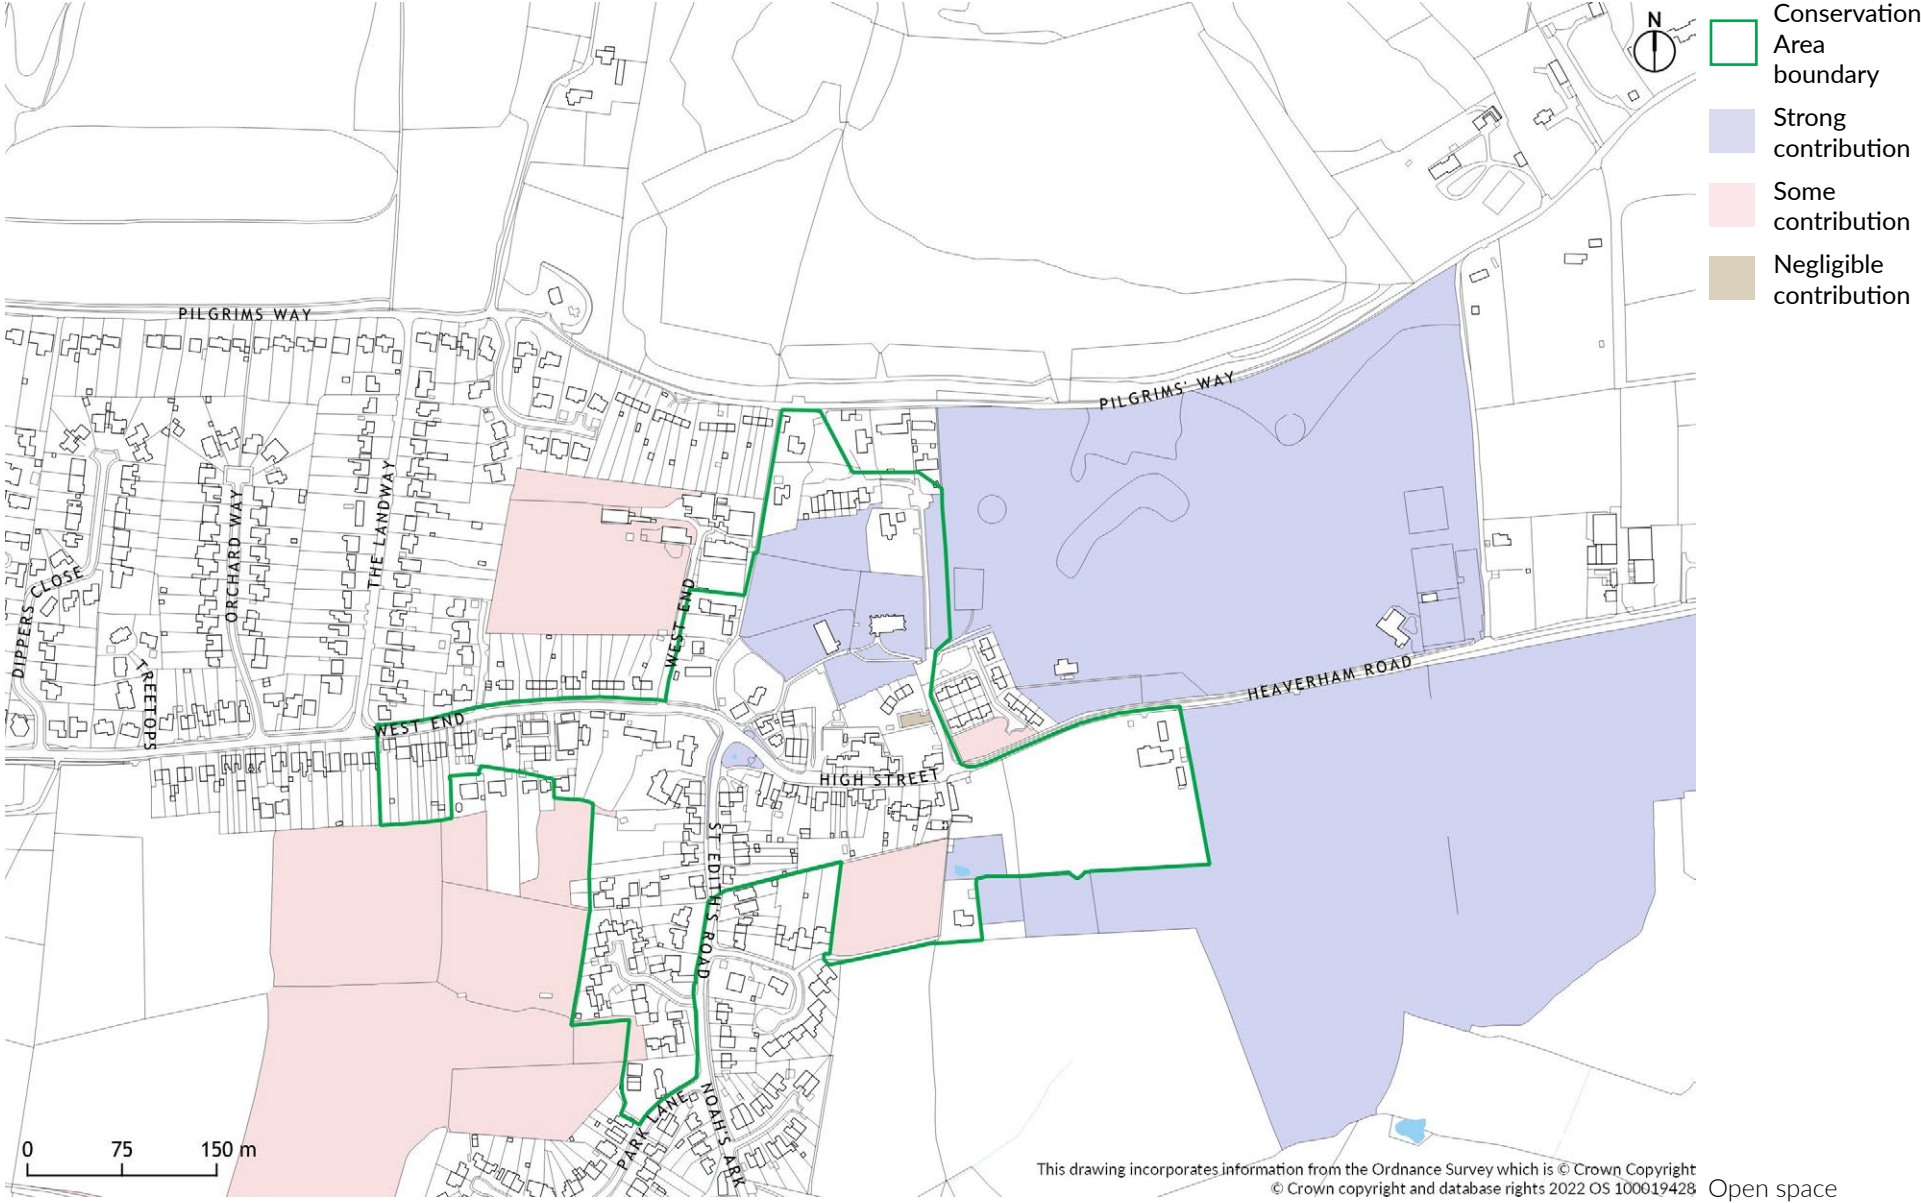 N
Conservation
Area
boundary
Strong
contribution
Some
contribution
Negligible
contribution
PILGRIMS WAY
PILGRIMS' WAY
THE LANDWAY
ORCHARD WAY
DIPPERS CLOSE
TREETOPS
WEST END
WEST END
HEAVERHAM ROAD
HIGH STREET
ST EDITH'S ROAD
NOAH'S ARK
PARK LANE
0 75 150 m
This drawing incorporates information from the Ordnance Survey which is © Crown Copyright
© Crown copyright and database rights 2022 OS 100019428
Open space